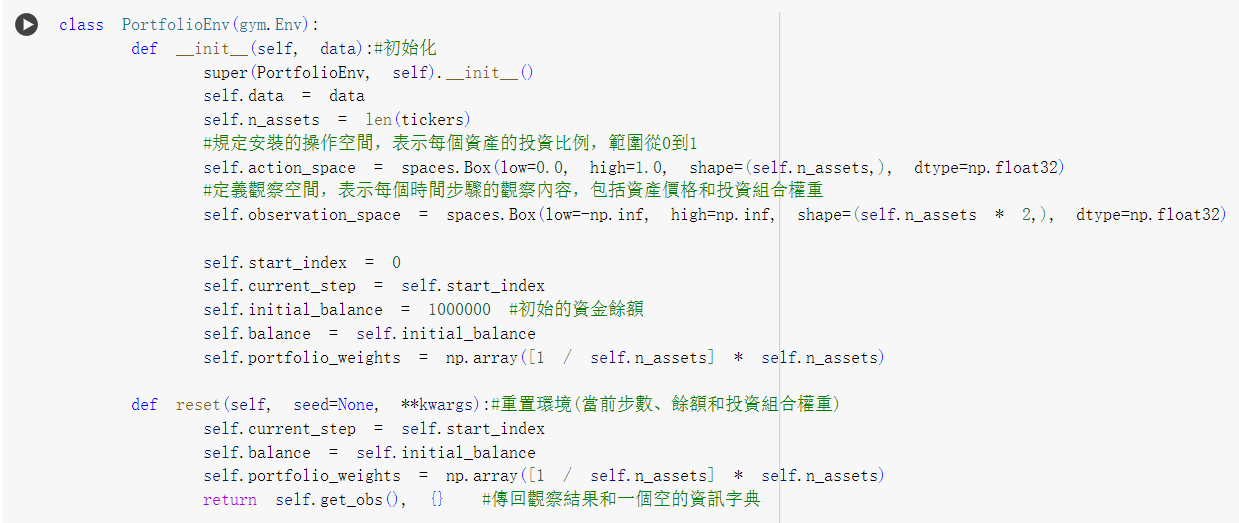 class PortfolioEnv(gym.Env):
def __init__(self, data):#初始化
super(PortfolioEnv, self).__init__()
self.data = data
self.n_assets = len(tickers)
#規定安裝的操作空間，表示每個資產的投資比例，範圍從0到1
self.action_space = spaces.Box(low=0.0, high=1.0, shape=(self.n_assets,), dtype=np.float32)
#定義觀察空間，表示每個時間步驟的觀察內容，包括資產價格和投資組合權重
self.observation_space = spaces.Box(low=-np.inf, high=np.inf, shape=(self.n_assets * 2,), dtype=np.float32)
self.start_index = 0
self.current_step = self.start_index
self.initial_balance = 1000000 #初始的資金餘額
self.balance = self.initial_balance
self.portfolio_weights = np.array([1 / self.n_assets] * self.n_assets)
def reset(self, seed=None, **kwargs):#重置環境(當前步數、餘額和投資組合權重)
self.current_step = self.start_index
self.balance = self.initial_balance
self.portfolio_weights = np.array([1 / self.n_assets] * self.n_assets)
return self.get_obs(), {} #傳回觀察結果和一個空的資訊字典